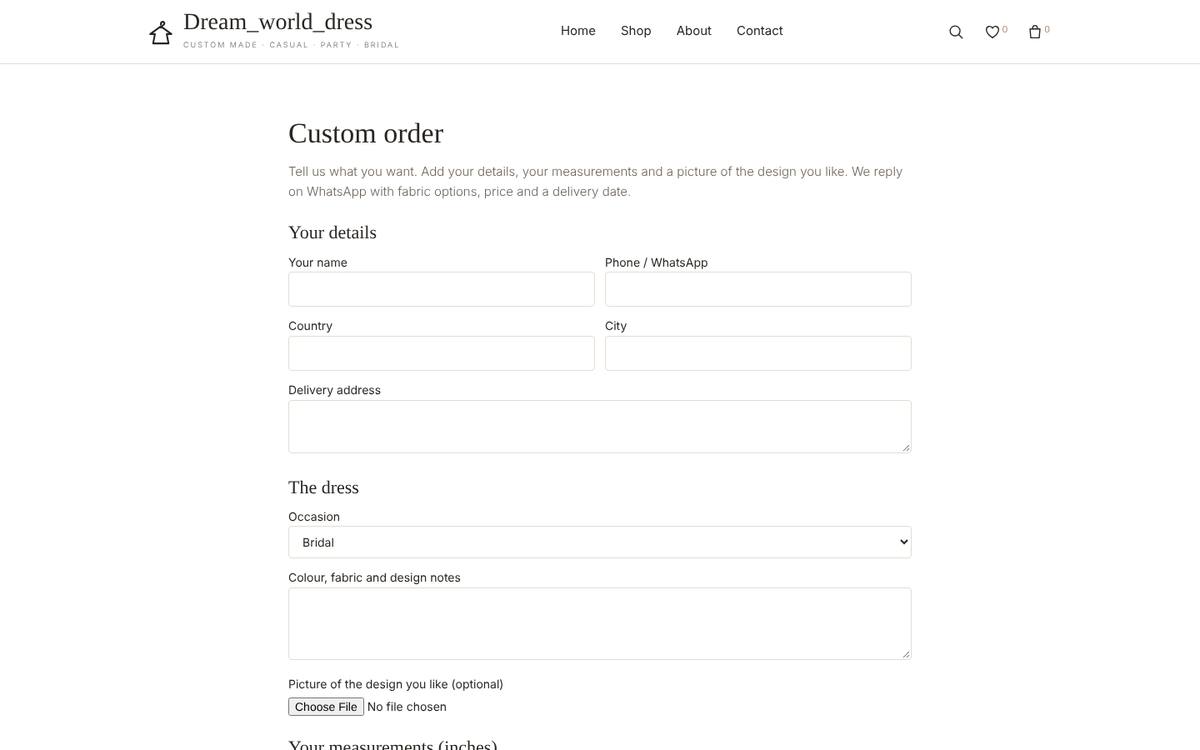 Dream_world_dress
CUSTOM MADE · CASUAL · PARTY · BRIDAL
Home Shop About Contact
0 0
Custom order
Tell us what you want. Add your details, your measurements and a picture of the design you like. We reply
on WhatsApp with fabric options, price and a delivery date.
Your details
Your name Phone / WhatsApp
Country City
Delivery address
The dress
Occasion
Bridal
Colour, fabric and design notes
Picture of the design you like (optional)
Choose File No file chosen
Your measurements (inches)